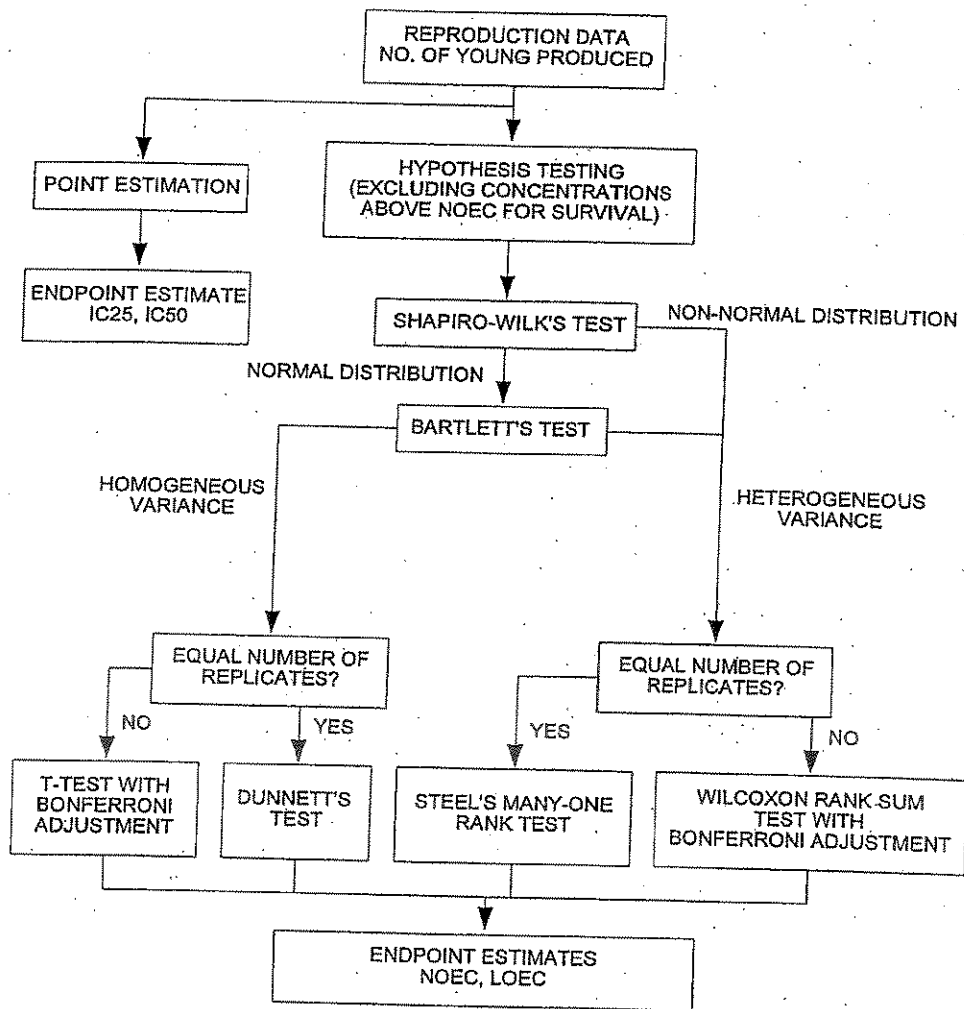 REPRODUCTION DATA
NO. OF YOUNG PRODUCED
POINT ESTIMATION
HYPOTHESIS TESTING
(EXCLUDING CONCENTRATIONS
ABOVE NOEC FOR SURVIVAL)
ENDPOINT ESTIMATE
IC25, IC50
SHAPIRO-WILK'S TEST
NON-NORMAL DISTRIBUTION
NORMAL DISTRIBUTION
BARTLETT'S TEST
HOMOGENEOUS
VARIANCE
HETEROGENEOUS
VARIANCE
EQUAL NUMBER OF
REPLICATES?
EQUAL NUMBER OF
REPLICATES?
NO
YES
YES
NO
T-TEST WITH
BONFERRONI
ADJUSTMENT
DUNNETT'S
TEST
STEEL'S MANY-ONE
RANK TEST
WILCOXON RANK-SUM
TEST WITH
BONFERRONI ADJUSTMENT
ENDPOINT ESTIMATES
NOEC, LOEC